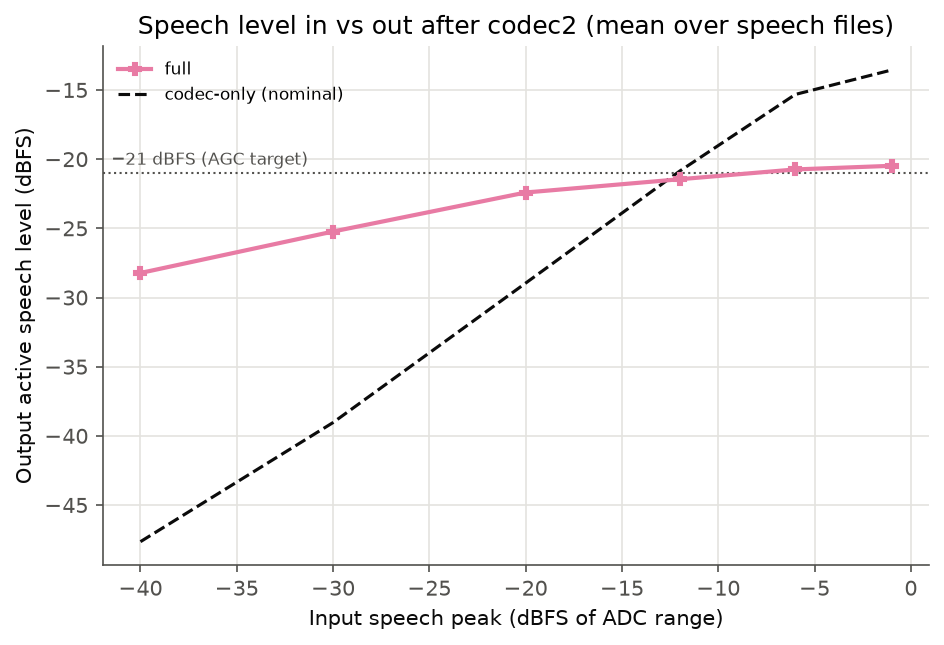 Speech level in vs out after codec2 (mean over speech files)
full
codec-only (nominal)
−21 dBFS (AGC target)
Output active speech level (dBFS)
−15
−20
−25
−30
−35
−40
−45
−40 −35 −30 −25 −20 −15 −10 −5 0
Input speech peak (dBFS of ADC range)